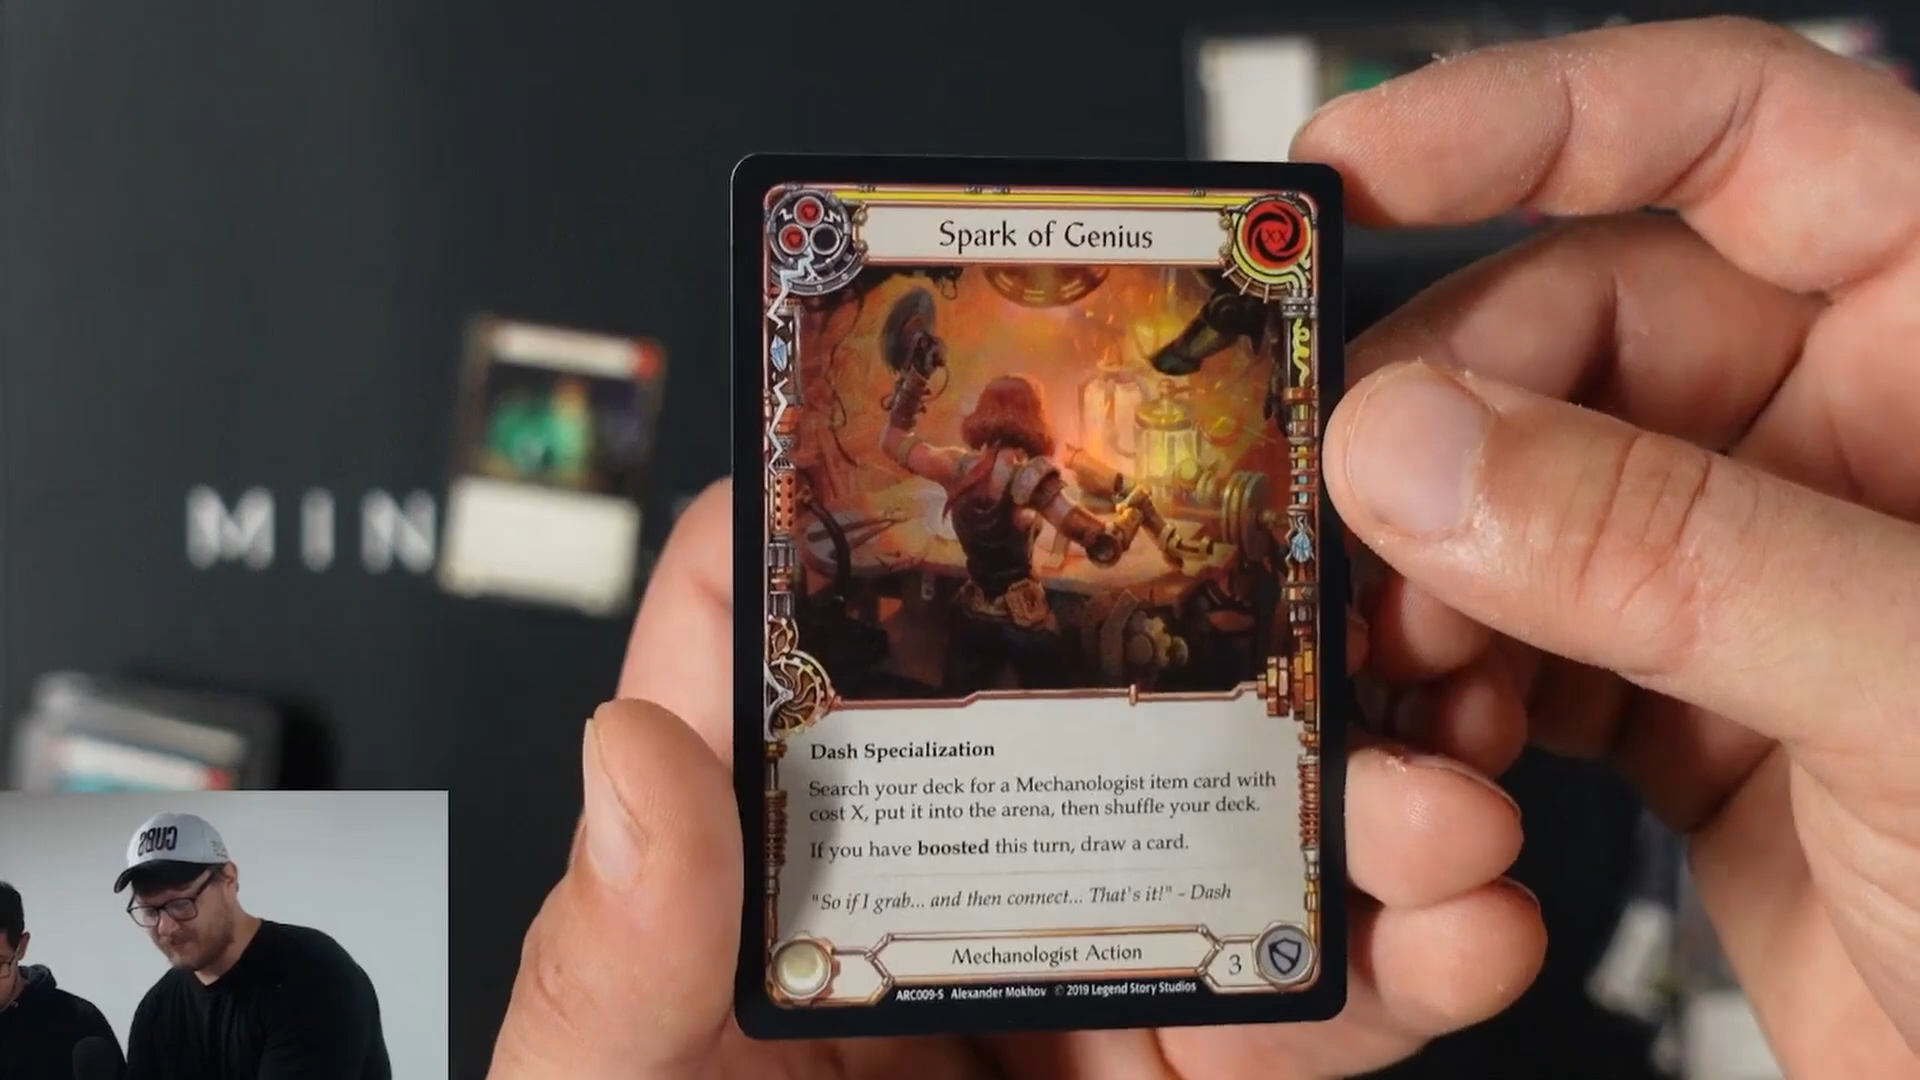 Spark of Genius
XX
MIN
Dash Specialization
Search your deck for a Mechanologist item card with
cost X, put it into the arena, then shuffle your deck.
If you have boosted this turn, draw a card.
"So if I grab... and then connect... That's it!" - Dash
Mechanologist Action
3
ARC009-S Alexander Mokhov © 2019 Legend Story Studios
CUBS